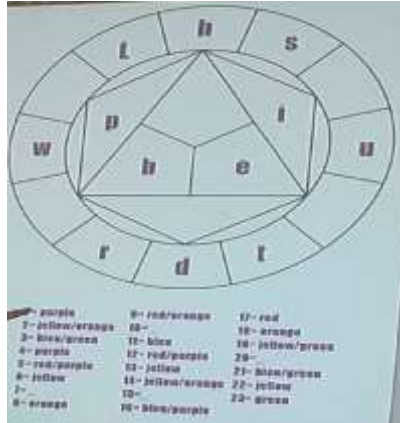 h
L s
p i
w b e u
r d t
- purple 9- red/orange 17- red
2- yellow/orange 10- 18- orange
3- blue/green 11- blue 19- yellow/green
4- purple 12- red/purple 20- _
5- red/purple 13- yellow 21- blue/green
6- yellow 14- yellow/orange 22- yellow
7- _ 15- _ 23- green
8- orange 16- blue/purple